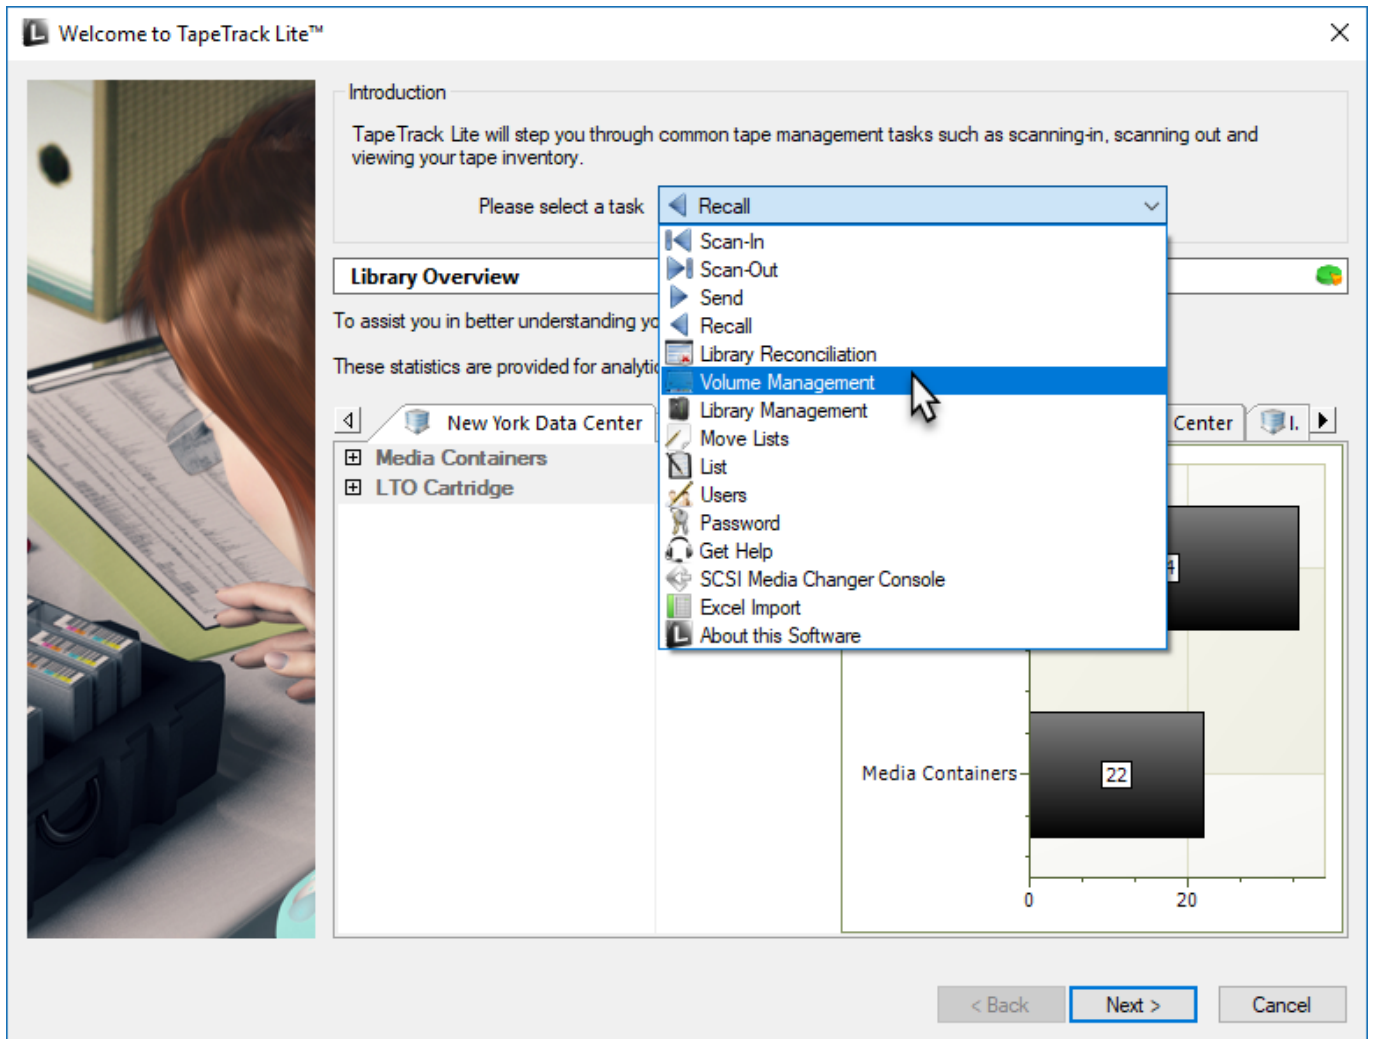 Welcome to TapeTrack Lite™
Introduction
TapeTrack Lite will step you through common tape management tasks such as scanning-in, scanning out and
viewing your tape inventory.
Please select a task
Recall
Scan-In
Scan-Out
Send
Recall
Library Reconciliation
Volume Management
Library Management
Move Lists
List
Users
Password
Get Help
SCSI Media Changer Console
Excel Import
About this Software
Library Overview
To assist you in better understanding
These statistics are provided for
New York Data Center
Center
Media Containers
LTO Cartridge
4
Media Containers
22
0
20
< Back
Next >
Cancel